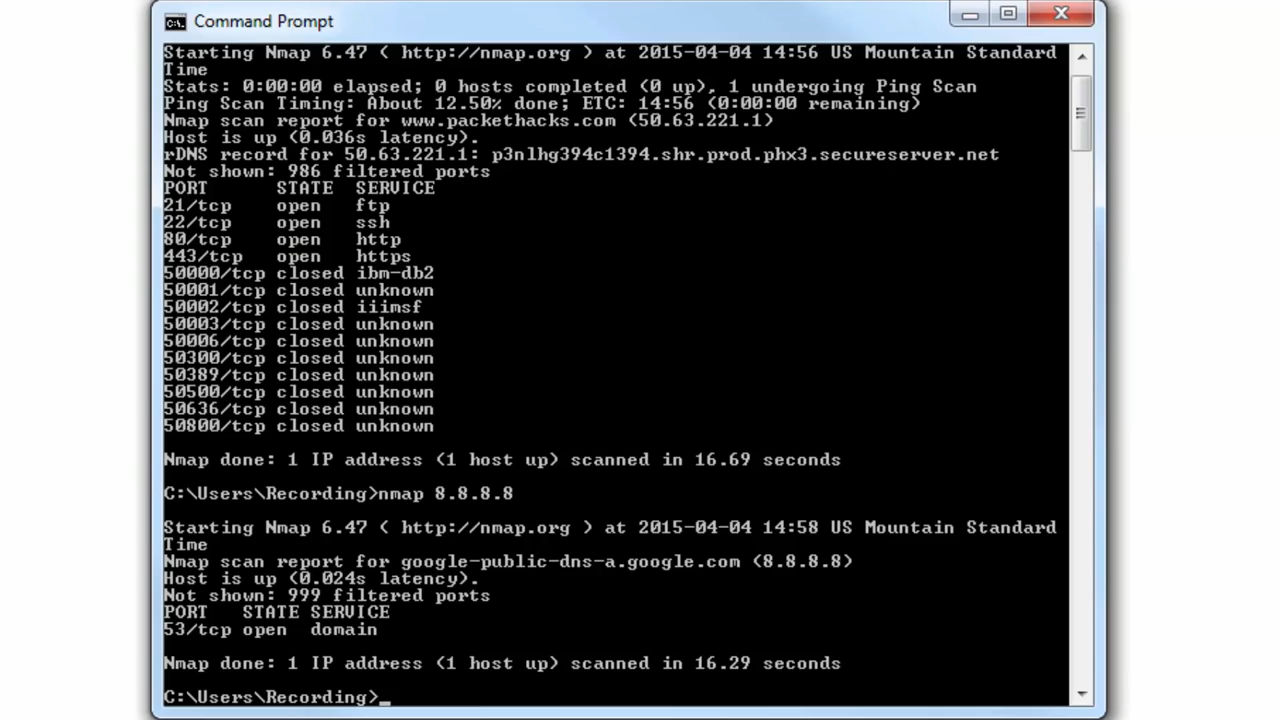 Command Prompt
Starting Nmap 6.47 ( http://nmap.org ) at 2015-04-04 14:56 US Mountain Standard
Time
Stats: 0:00:00 elapsed; 0 hosts completed (0 up), 1 undergoing Ping Scan
Ping Scan Timing: About 12.50% done; ETC: 14:56 (0:00:00 remaining)
Nmap scan report for www.packethacks.com (50.63.221.1)
Host is up (0.036s latency).
rDNS record for 50.63.221.1: p3nlhg394c1394.shr.prod.phx3.secureserver.net
Not shown: 986 filtered ports
PORT STATE SERVICE
21/tcp open ftp
22/tcp open ssh
80/tcp open http
443/tcp open https
50000/tcp closed ibm-db2
50001/tcp closed unknown
50002/tcp closed iiimsf
50003/tcp closed unknown
50006/tcp closed unknown
50300/tcp closed unknown
50389/tcp closed unknown
50500/tcp closed unknown
50636/tcp closed unknown
50800/tcp closed unknown
Nmap done: 1 IP address (1 host up) scanned in 16.69 seconds
C:\Users\Recording>nmap 8.8.8.8
Starting Nmap 6.47 ( http://nmap.org ) at 2015-04-04 14:58 US Mountain Standard
Time
Nmap scan report for google-public-dns-a.google.com (8.8.8.8)
Host is up (0.024s latency).
Not shown: 999 filtered ports
PORT STATE SERVICE
53/tcp open domain
Nmap done: 1 IP address (1 host up) scanned in 16.29 seconds
C:\Users\Recording>_